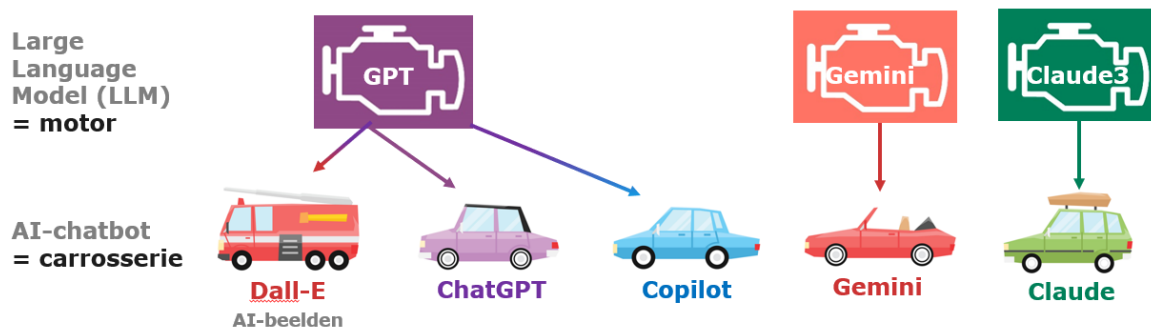 Large
Language
Model (LLM)
= motor
GPT
Gemini
Claude3
AI-chatbot
= carrosserie
Dall-E
AI-beelden
ChatGPT
Copilot
Gemini
Claude